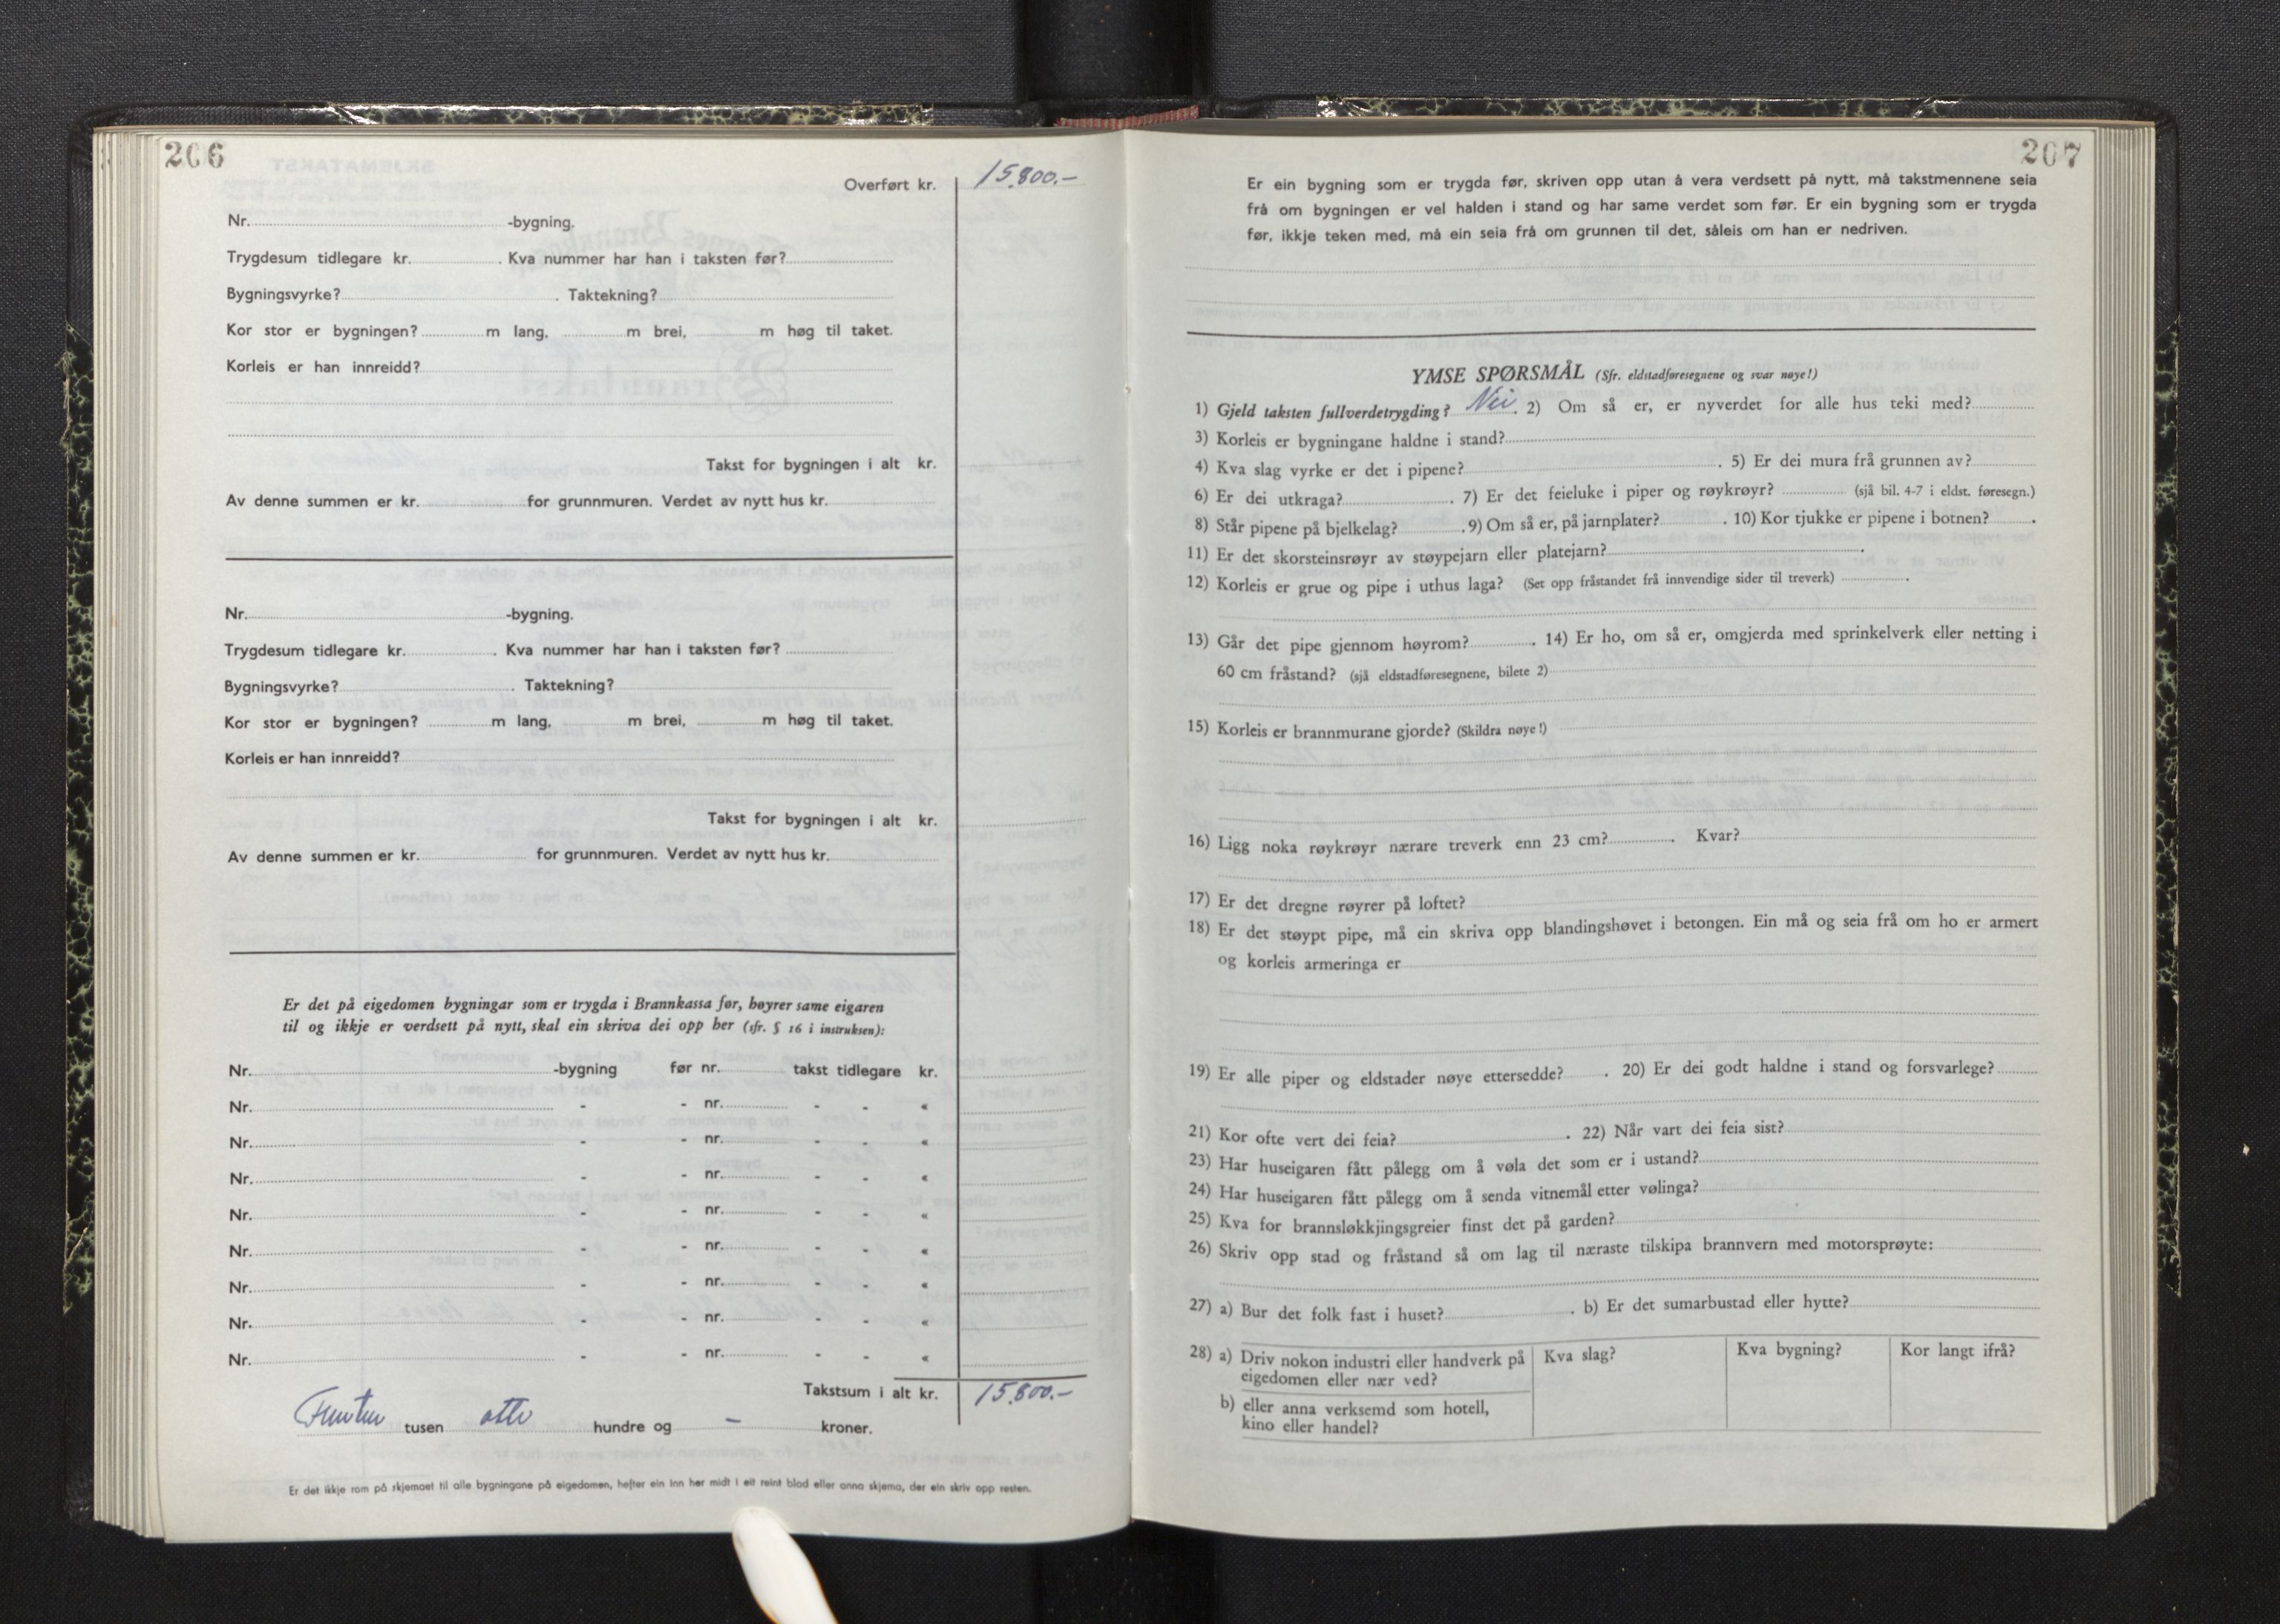 206
Overført kr. 15.800.-
Nr. -bygning.
Trygdesum tidlegare kr. . Kva nummer har han i taksten før?
Bygningsvyrke? . Taktekning?
Kor stor er bygningen? m lang, m brei, m høg til taket.
Korleis er han innreidd?
Takst for bygningen i alt kr.
Av denne summen er kr. for grunnmuren. Verdet av nytt hus kr.
Nr. -bygning.
Trygdesum tidlegare kr. . Kva nummer har han i taksten før?
Bygningsvyrke? . Taktekning?
Kor stor er bygningen? m lang, m brei, m høg til taket.
Korleis er han innreidd?
Takst for bygningen i alt kr.
Av denne summen er kr. for grunnmuren. Verdet av nytt hus kr.
Er det på eigedomen bygningar som er trygda i Brannkassa før, høyrer same eigaren
til og ikkje er verdsett på nytt, skal ein skriva dei opp her (sfr. § 16 i instruksen):
Nr. -bygning før nr. takst tidlegare kr.
Nr. - - nr. - - «
Nr. - - nr. - - «
Nr. - - nr. - - «
Nr. - - nr. - - «
Nr. - - nr. - - «
Nr. - - nr. - - «
Nr. - - nr. - - «
Nr. - - nr. - - «
Takstsum i alt kr. 15.800.-
Femten tusen otte hundre og - kroner.
Er det ikkje rom på skjemaet til alle bygningane på eigedomen, hefter ein inn her midt i eit reint blad eller anna skjema, der ein skriv opp resten.
207
Er ein bygning som er trygda før, skriven opp utan å vera verdsett på nytt, må takstmennene seia
frå om bygningen er vel halden i stand og har same verdet som før. Er ein bygning som er trygda
før, ikkje teken med, må ein seia frå om grunnen til det, såleis om han er nedriven.
YMSE SPØRSMÅL (Sfr. eldstadføresegnene og svar nøye!)
1) Gjeld taksten fullverdetrygding? Nei . 2) Om så er, er nyverdet for alle hus teki med?
3) Korleis er bygningane haldne i stand?
4) Kva slag vyrke er det i pipene? . 5) Er dei mura frå grunnen av?
6) Er dei utkraga? . 7) Er det feieluke i piper og røykrøyr? (sjå bil. 4-7 i eldst. føresegn.)
8) Står pipene på bjelkelag? . 9) Om så er, på jarnplater? . 10) Kor tjukke er pipene i botnen? .
11) Er det skorsteinsrøyr av støypejarn eller platejarn? .
12) Korleis er grue og pipe i uthus laga? (Set opp fråstandet frå innvendige sider til treverk) .
13) Går det pipe gjennom høyrom? . 14) Er ho, om så er, omgjerda med sprinkelverk eller netting i
60 cm fråstand? (sjå eldstadføresegnene, bilete 2)
15) Korleis er brannmurane gjorde? (Skildra nøye!)
16) Ligg noka røykrøyr nærare treverk enn 23 cm? . Kvar?
17) Er det dregne røyrer på loftet?
18) Er det støypt pipe, må ein skriva opp blandingshøvet i betongen. Ein må og seia frå om ho er armert
og korleis armeringa er
19) Er alle piper og eldstader nøye ettersedde? . 20) Er dei godt haldne i stand og forsvarlege?
21) Kor ofte vert dei feia? . 22) Når vart dei feia sist?
23) Har huseigaren fått pålegg om å vøla det som er i ustand?
24) Har huseigaren fått pålegg om å senda vitnemål etter vølinga?
25) Kva for brannsløkkjingsgreier finst det på garden?
26) Skriv opp stad og fråstand så om lag til næraste tilskipa brannvern med motorsprøyte:
27) a) Bur det folk fast i huset? . b) Er det sumarbustad eller hytte?
28) a) Driv nokon industri eller handverk på Kva slag? Kva bygning? Kor langt ifrå?
eigedomen eller nær ved?
b) eller anna verksemd som hotell,
kino eller handel?